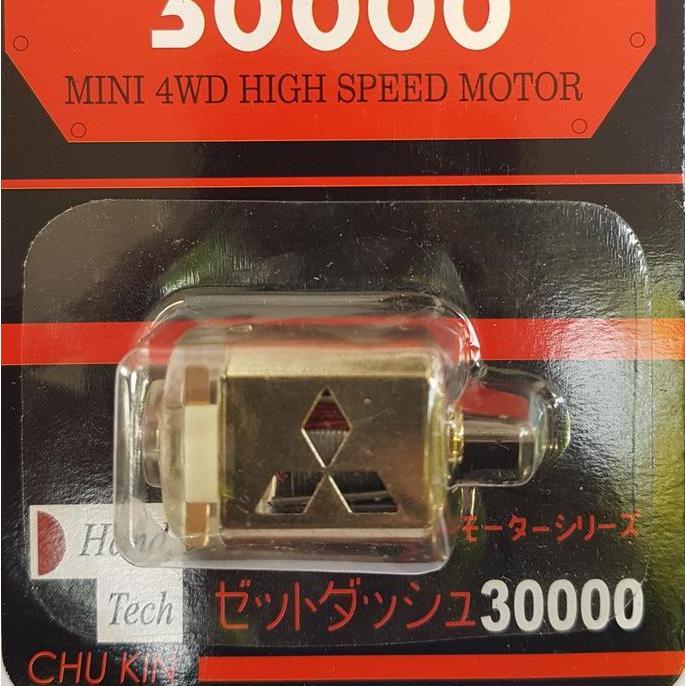 30000
MINI 4WD HIGH SPEED MOTOR
モーターシリーズ
Hand
Tech
ゼットダッシュ30000
CHU KIN